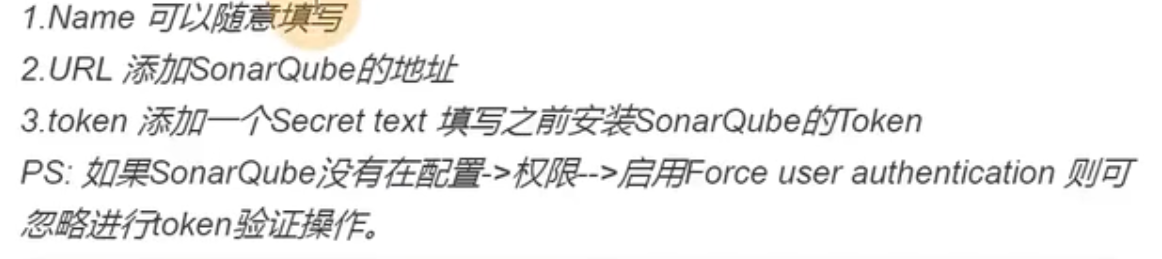 1.Name 可以随意填写
2.URL 添加SonarQube的地址
3.token 添加一个Secret text 填写之前安装SonarQube的Token
PS: 如果SonarQube没有在配置->权限-->启用Force user authentication 则可
忽略进行token验证操作。